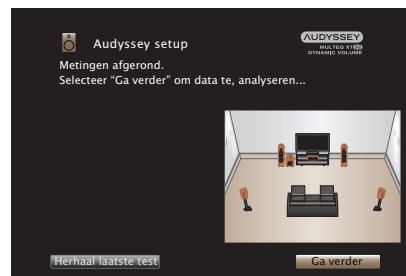 Audyssey setup
AUDYSSEY
MULTEQ XT32
DYNAMIC VOLUME
Metingen afgerond.
Selecteer “Ga verder” om data te, analyseren...
Herhaal laatste test
Ga verder